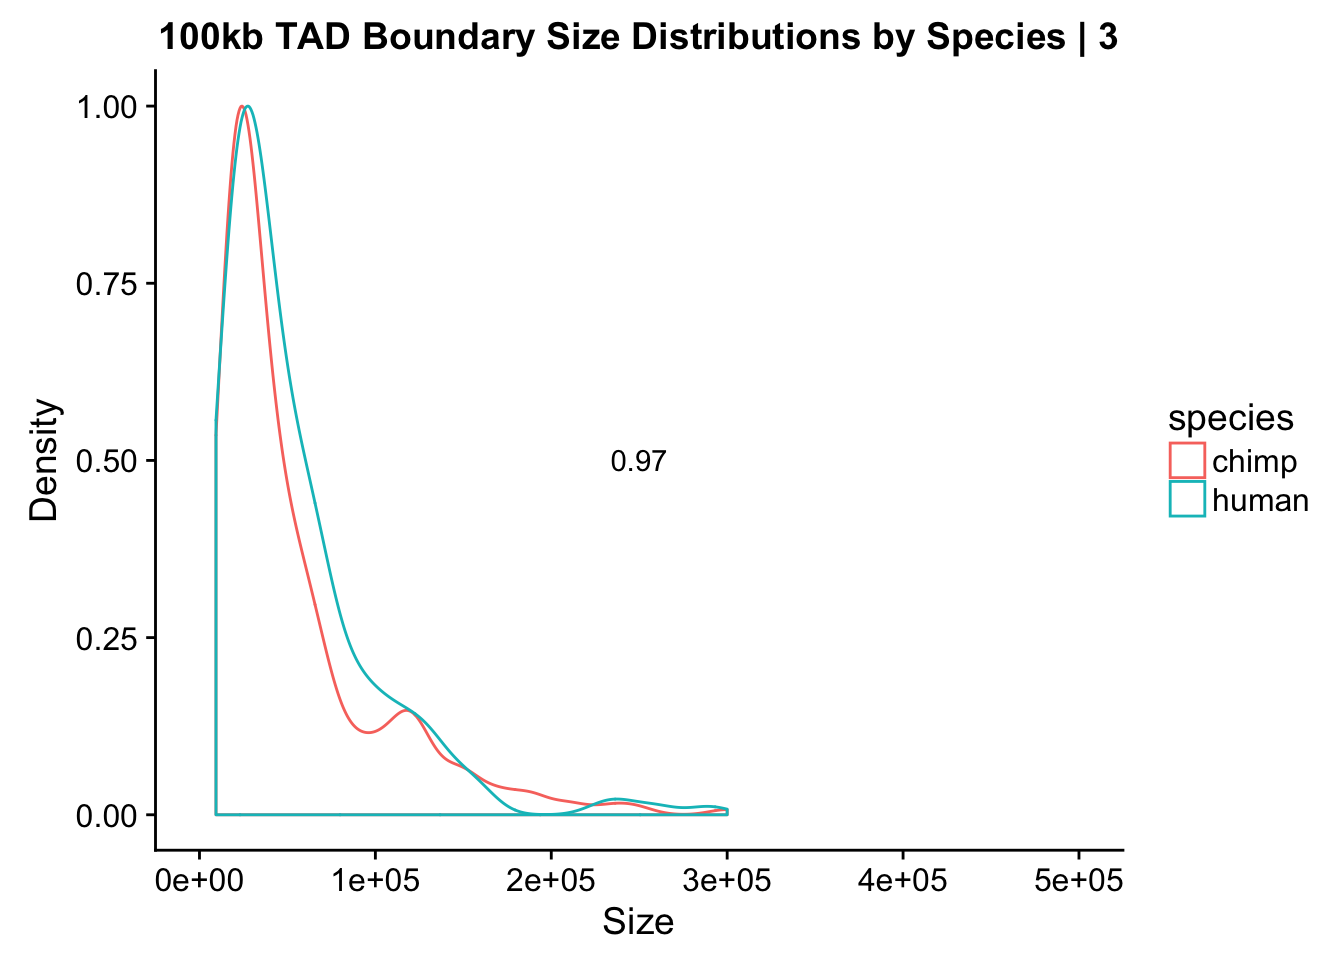 100kb TAD Boundary Size Distributions by Species | 3
1.00
0.75
0.50
0.25
0.00
Density
0.97
0e+00 1e+05 2e+05 3e+05 4e+05 5e+05
Size
species
chimp
human